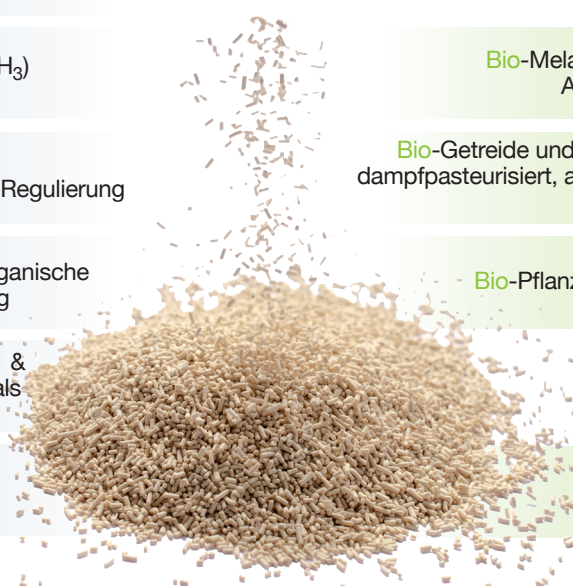 H₃)
Regulierung
ganische
g
&
als
Bio-Mela
A
Bio-Getreide und
dampfpasteurisiert, a
Bio-Pflanz